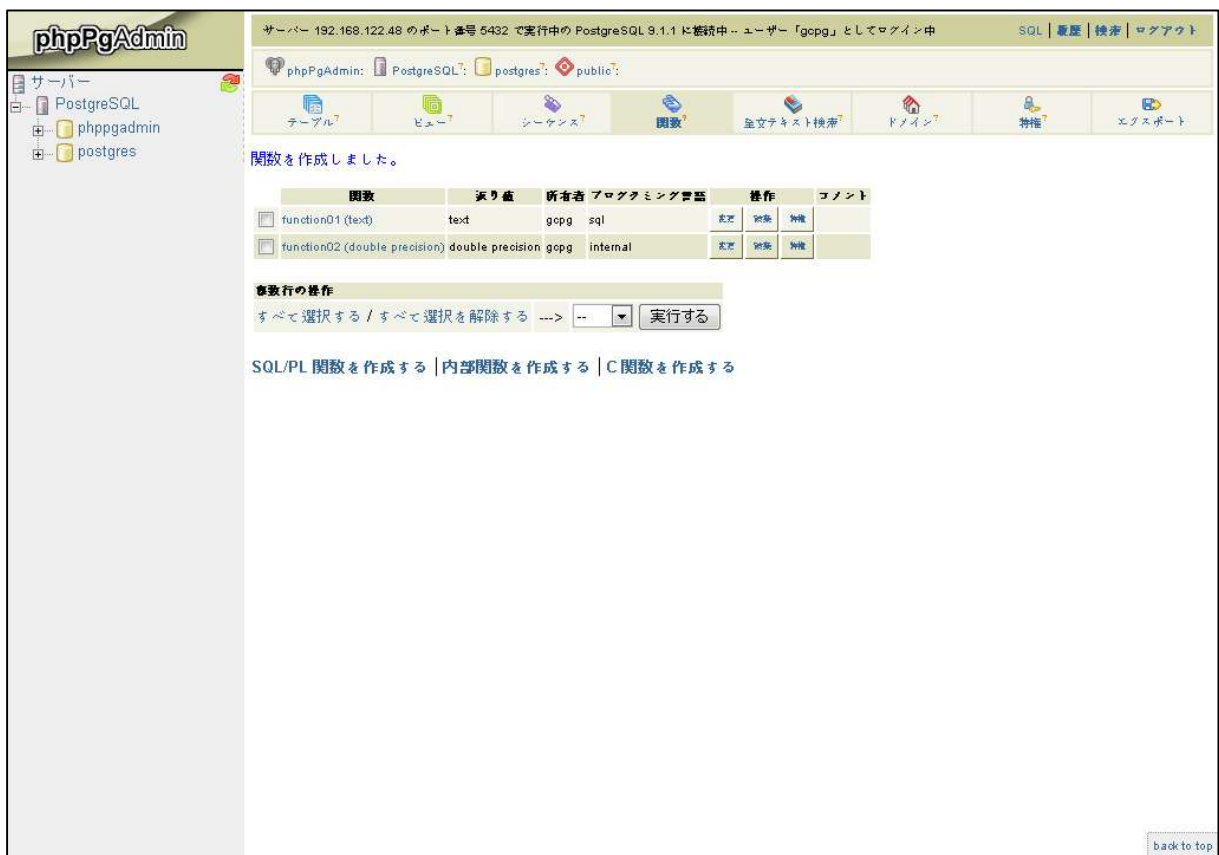 phpPgAdmin
サーバー
PostgreSQL
phppgadmin
postgres
サーバー 192.168.122.48 のポート番号 5432 で実行中の PostgreSQL 9.1.1 に接続中 -- ユーザー「gcpg」としてログイン中
SQL | 履歴 | 検索 | ログアウト
phpPgAdmin: PostgreSQL?: postgres?: public?:
テーブル? ビュー? シーケンス? 関数? 全文テキスト検索? ドメイン? 特権? エクスポート
関数を作成しました。
関数 返り値 所有者 プログラミング言語 操作 コメント
function01 (text) text gcpg sql 変更 破棄 特権
function02 (double precision) double precision gcpg internal 変更 破棄 特権
複数行の操作
すべて選択する / すべて選択を解除する ---> -- 実行する
SQL/PL 関数を作成する | 内部関数を作成する | C 関数を作成する
back to top